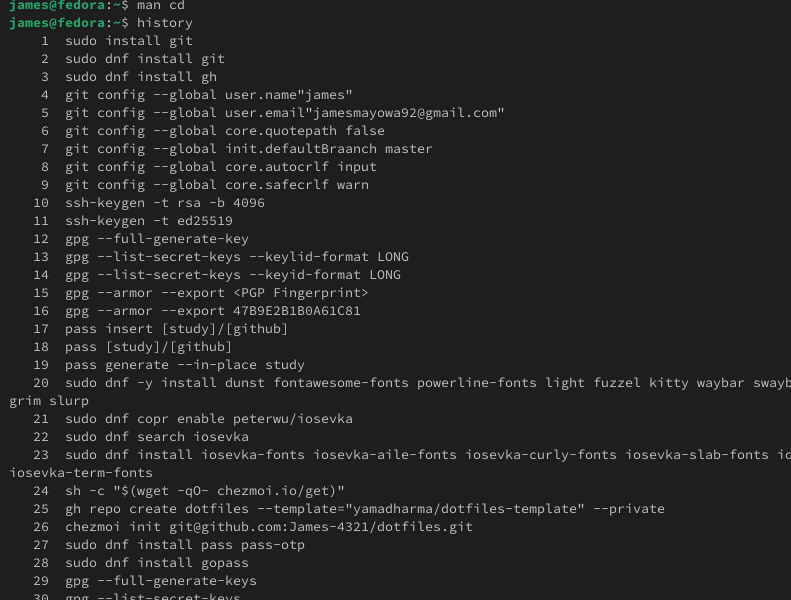 james@fedora:~$ man cd
james@fedora:~$ history
1 sudo install git
2 sudo dnf install git
3 sudo dnf install gh
4 git config --global user.name"james"
5 git config --global user.email"jamesmayowa92@gmail.com"
6 git config --global core.quotepath false
7 git config --global init.defaultBraanch master
8 git config --global core.autocrlf input
9 git config --global core.safecrlf warn
10 ssh-keygen -t rsa -b 4096
11 ssh-keygen -t ed25519
12 gpg --full-generate-key
13 gpg --list-secret-keys --keylid-format LONG
14 gpg --list-secret-keys --keyid-format LONG
15 gpg --armor --export <PGP Fingerprint>
16 gpg --armor --export 47B9E2B1B0A61C81
17 pass insert [study]/[github]
18 pass [study]/[github]
19 pass generate --in-place study
20 sudo dnf -y install dunst fontawesome-fonts powerline-fonts light fuzzel kitty waybar swayb
grim slurp
21 sudo dnf copr enable peterwu/iosevka
22 sudo dnf search iosevka
23 sudo dnf install iosevka-fonts iosevka-aile-fonts iosevka-curly-fonts iosevka-slab-fonts io
iosevka-term-fonts
24 sh -c "$(wget -qO- chezmoi.io/get)"
25 gh repo create dotfiles --template="yamadharma/dotfiles-template" --private
26 chezmoi init git@github.com:James-4321/dotfiles.git
27 sudo dnf install pass pass-otp
28 sudo dnf install gopass
29 gpg --full-generate-keys
30 gpg --list-secret-keys